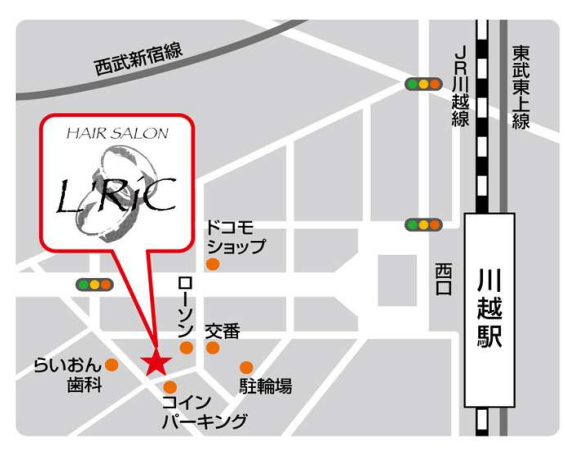 西武新宿線
JR川越線
東武東上線
HAIR SALON
L'RiC
ドコモ
ショップ
西口
川越駅
ローソン
交番
らいおん
歯科
駐輪場
コイン
パーキング